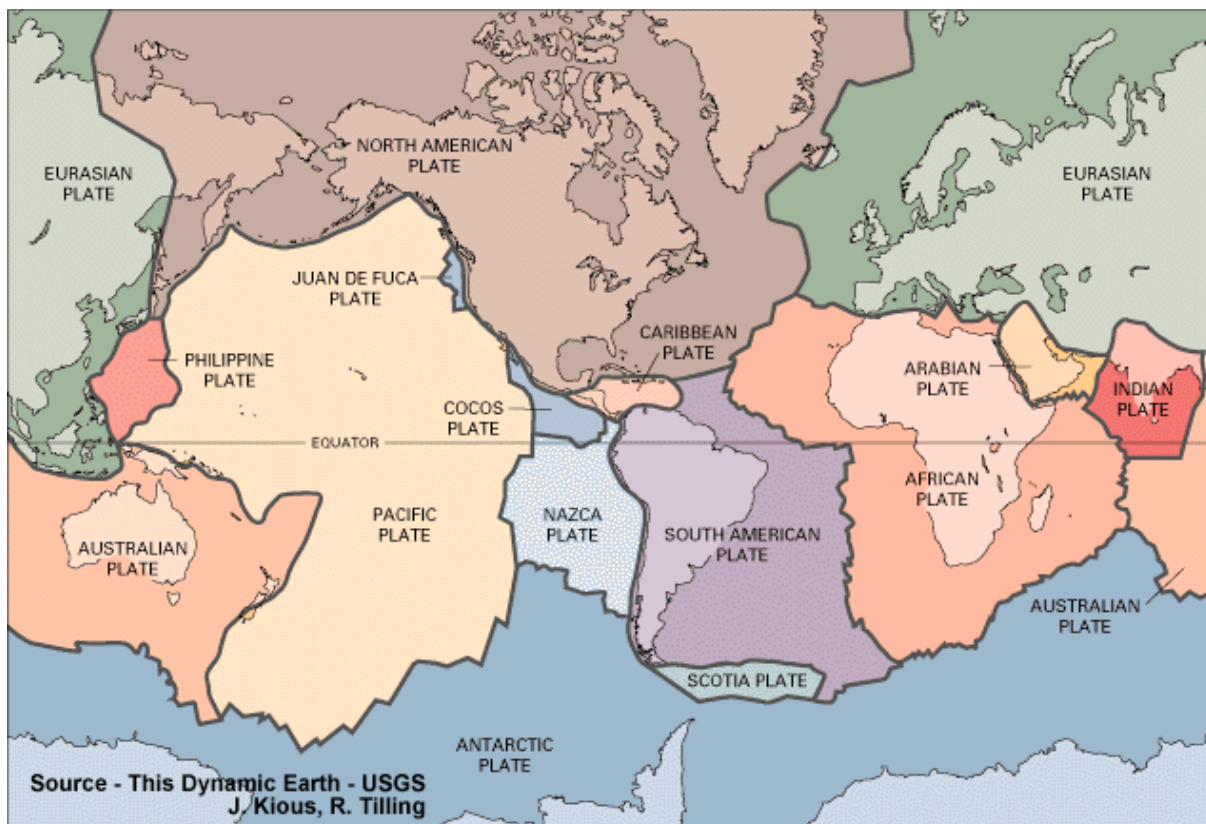 NORTH AMERICAN
PLATE
EURASIAN
PLATE
EURASIAN
PLATE
JUAN DE FUCA
PLATE
CARIBBEAN
PLATE
PHILIPPINE
PLATE
ARABIAN
PLATE
INDIAN
PLATE
COCOS
PLATE
EQUATOR
AFRICAN
PLATE
PACIFIC
PLATE
NAZCA
PLATE
SOUTH AMERICAN
PLATE
AUSTRALIAN
PLATE
AUSTRALIAN
PLATE
SCOTIA PLATE
ANTARCTIC
PLATE
Source - This Dynamic Earth - USGS
J. Kious, R. Tilling